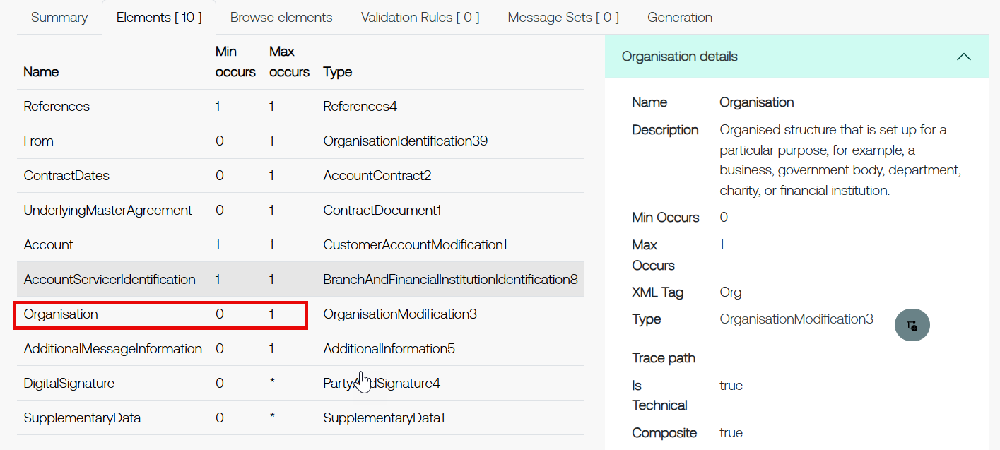 Summary Elements [ 10 ] Browse elements Validation Rules [ 0 ] Message Sets [ 0 ] Generation
Name Min occurs Max occurs Type
References 1 1 References4
From 0 1 OrganisationIdentification39
ContractDates 0 1 AccountContract2
UnderlyingMasterAgreement 0 1 ContractDocument1
Account 1 1 CustomerAccountModification1
AccountServicerIdentification 1 1 BranchAndFinancialInstitutionIdentification8
Organisation 0 1 OrganisationModification3
AdditionalMessageInformation 0 1 AdditionalInformation5
DigitalSignature 0 * PartyAndSignature4
SupplementaryData 0 * SupplementaryData1
Organisation details
Name Organisation
Description Organised structure that is set up for a
particular purpose, for example, a
business, government body, department,
charity, or financial institution.
Min Occurs 0
Max 1
Occurs
XML Tag Org
Type OrganisationModification3
Trace path
Is true
Technical
Composite true